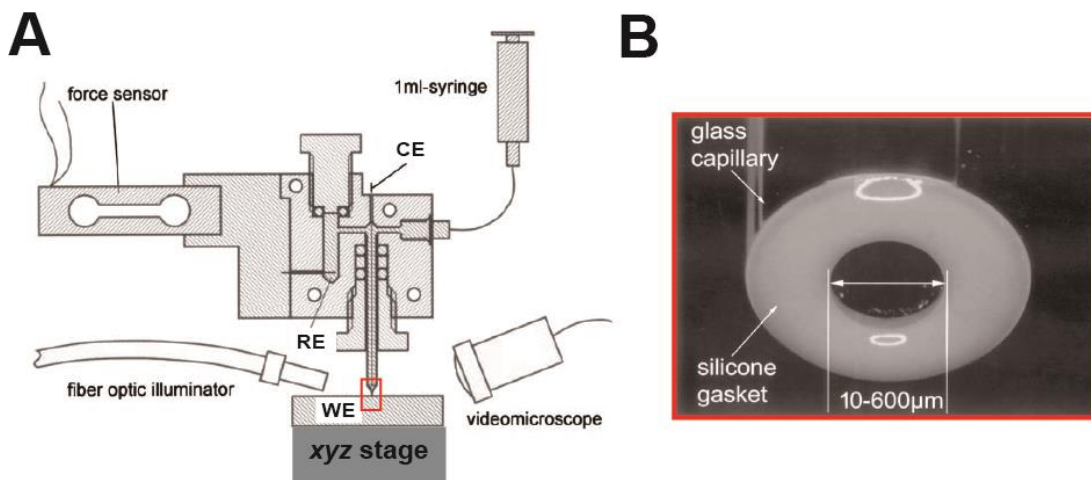 A
force sensor
1ml-syringe
CE
RE
fiber optic illuminator
WE
videomicroscope
xyz stage
B
glass
capillary
silicone
gasket
10-600µm